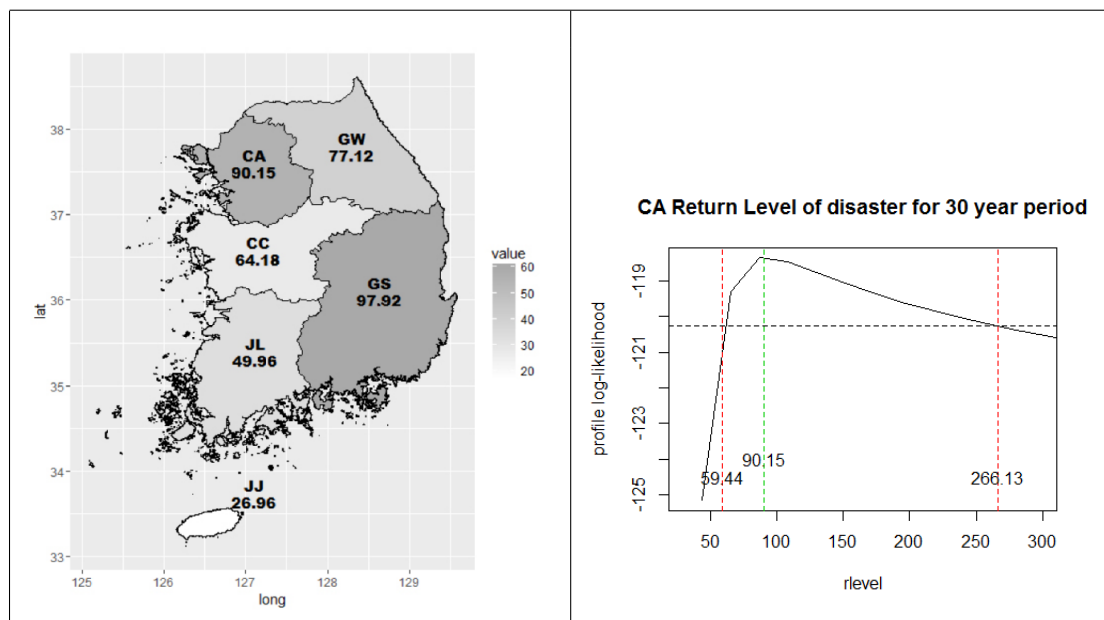 38
37
36
35
34
33
lat
125
126
127
128
129
long
GW
77.12
CA
90.15
CC
64.18
GS
97.92
JL
49.96
JJ
26.96
value
60
50
40
30
20
CA Return Level of disaster for 30 year period
profile log-likelihood
-119
-121
-123
-125
90.15
59.44
266.13
50
100
150
200
250
300
rlevel